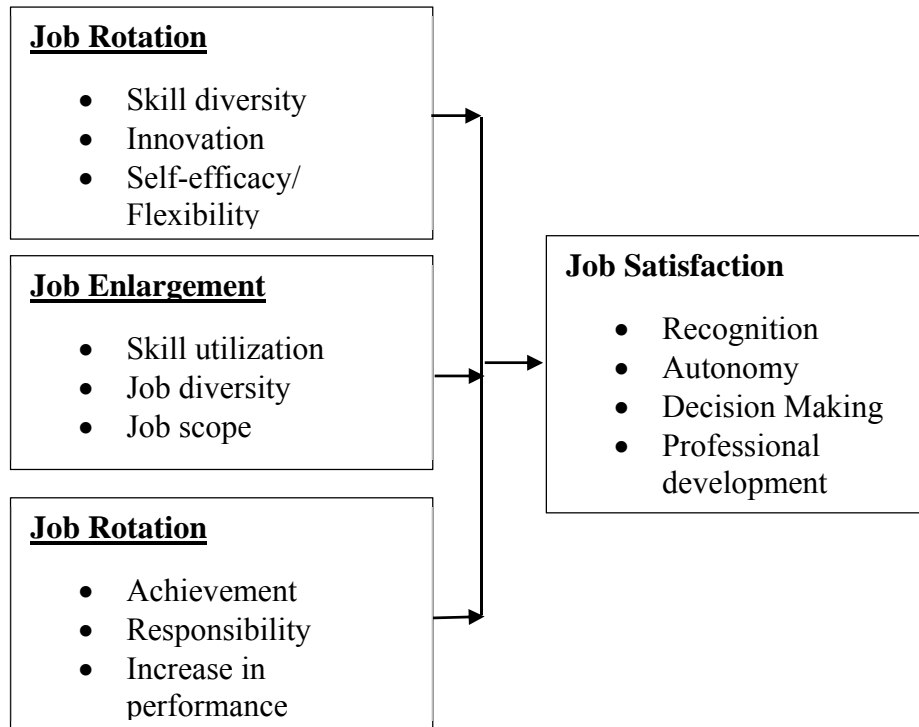 Job Rotation
• Skill diversity
• Innovation
• Self-efficacy/
Flexibility
Job Enlargement
• Skill utilization
• Job diversity
• Job scope
Job Rotation
• Achievement
• Responsibility
• Increase in
performance
Job Satisfaction
• Recognition
• Autonomy
• Decision Making
• Professional
development